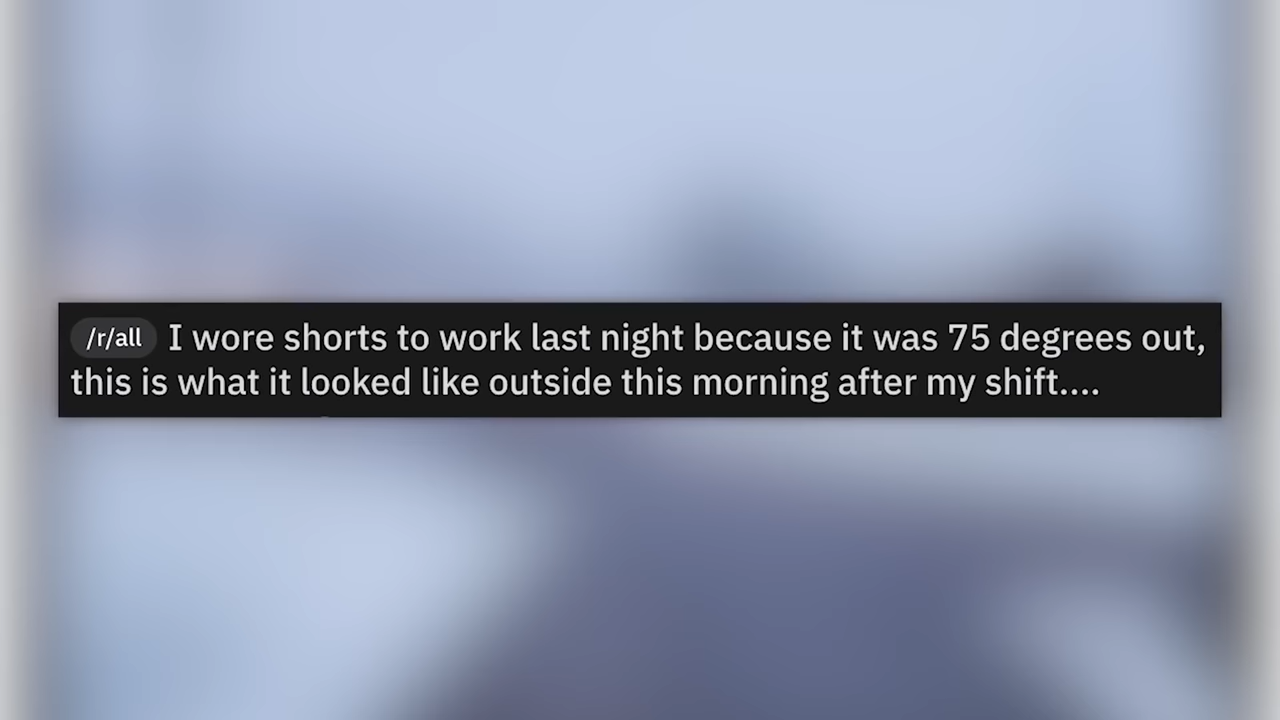 /r/all I wore shorts to work last night because it was 75 degrees out,
this is what it looked like outside this morning after my shift....